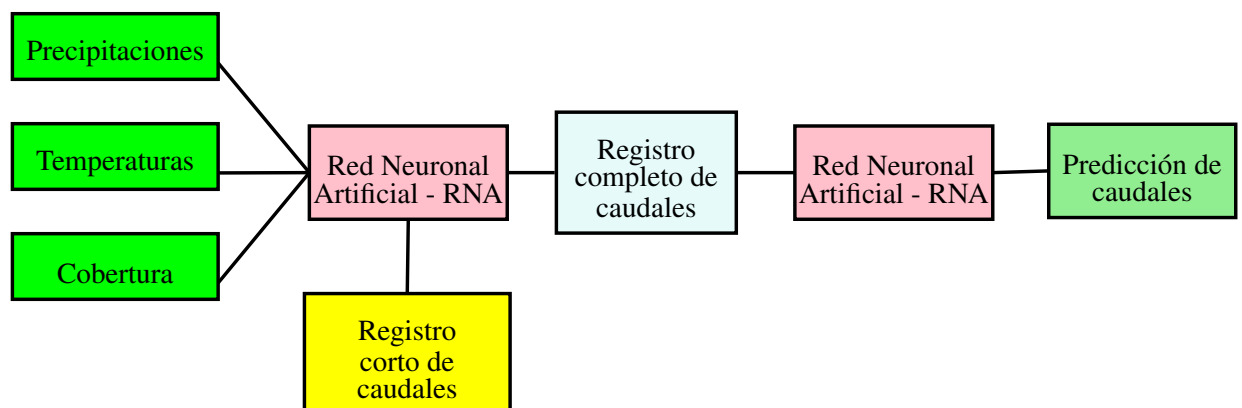 Precipitaciones
Temperaturas
Cobertura
Red Neuronal
Artificial - RNA
Registro
corto de
caudales
Registro
completo de
caudales
Red Neuronal
Artificial - RNA
Predicción de
caudales